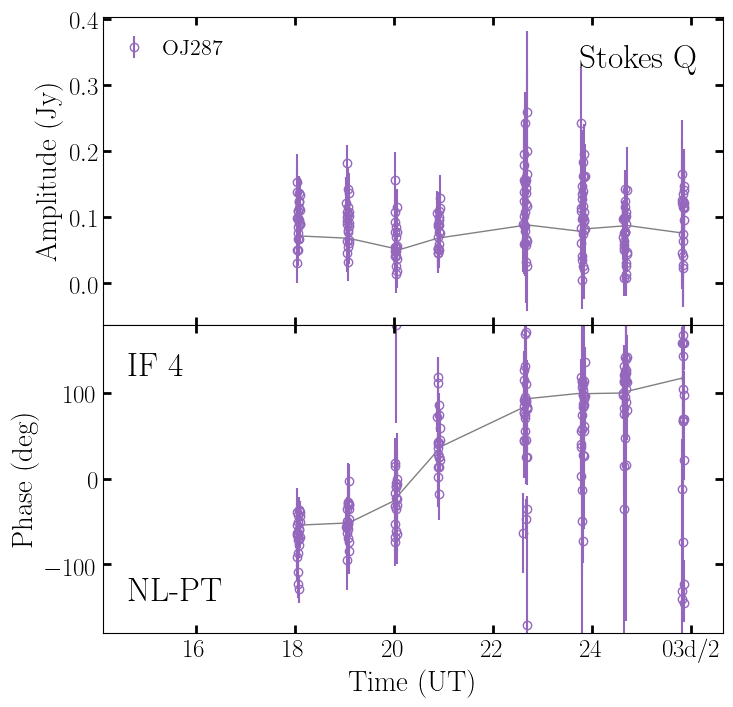 0.4
OJ287
Stokes Q
0.3
0.2
0.1
0.0
Amplitude (Jy)
IF 4
100
0
−100
Phase (deg)
NL-PT
16 18 20 22 24 03d/2
Time (UT)